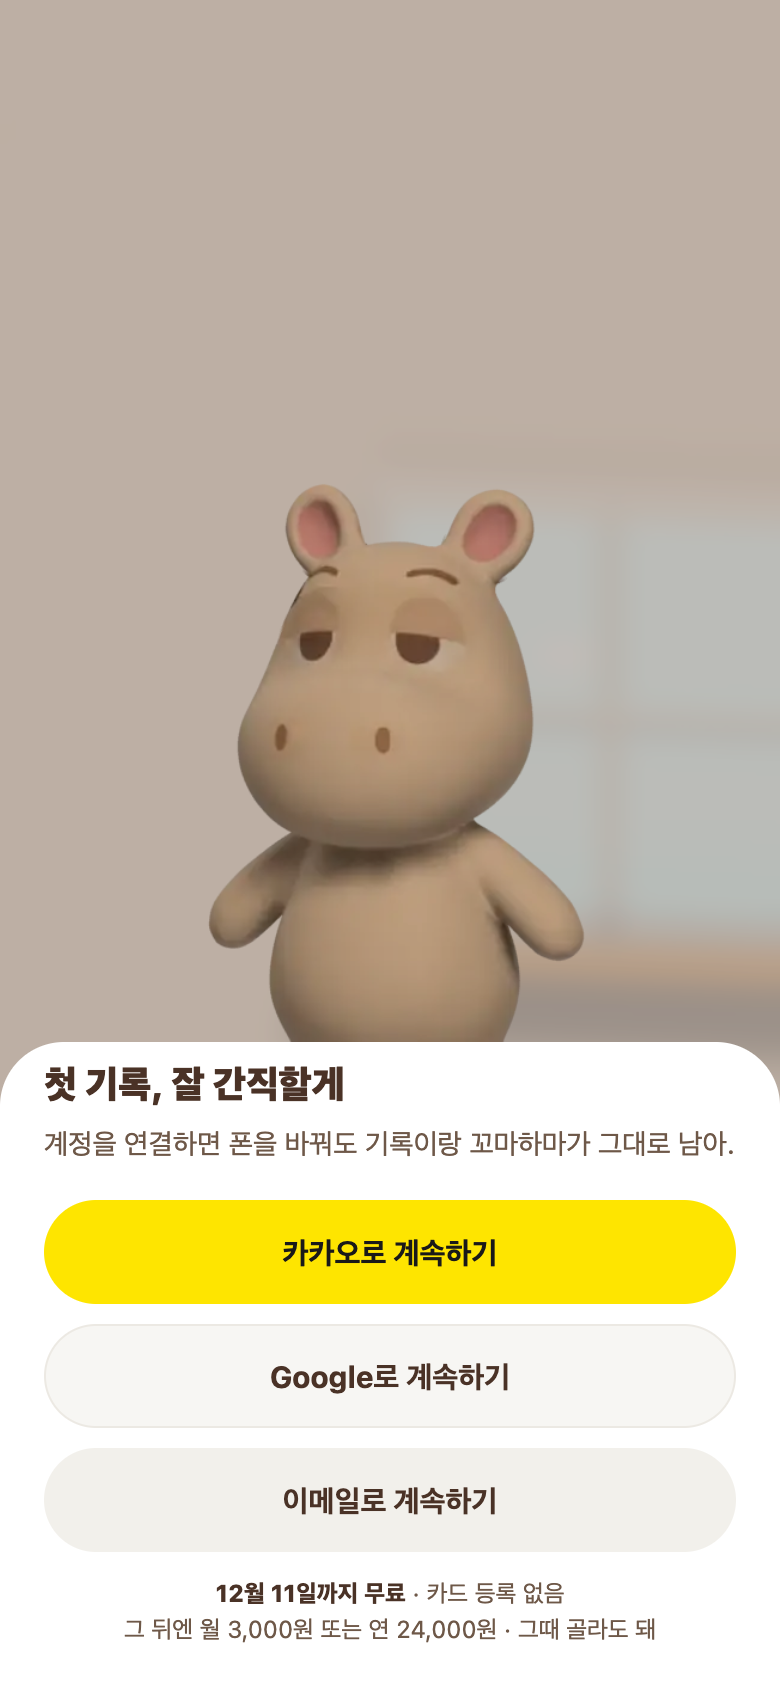 첫 기록, 잘 간직할게
계정을 연결하면 폰을 바꿔도 기록이랑 꼬마하마가 그대로 남아.
카카오로 계속하기
Google로 계속하기
이메일로 계속하기
12월 11일까지 무료 · 카드 등록 없음
그 뒤엔 월 3,000원 또는 연 24,000원 · 그때 골라도 돼